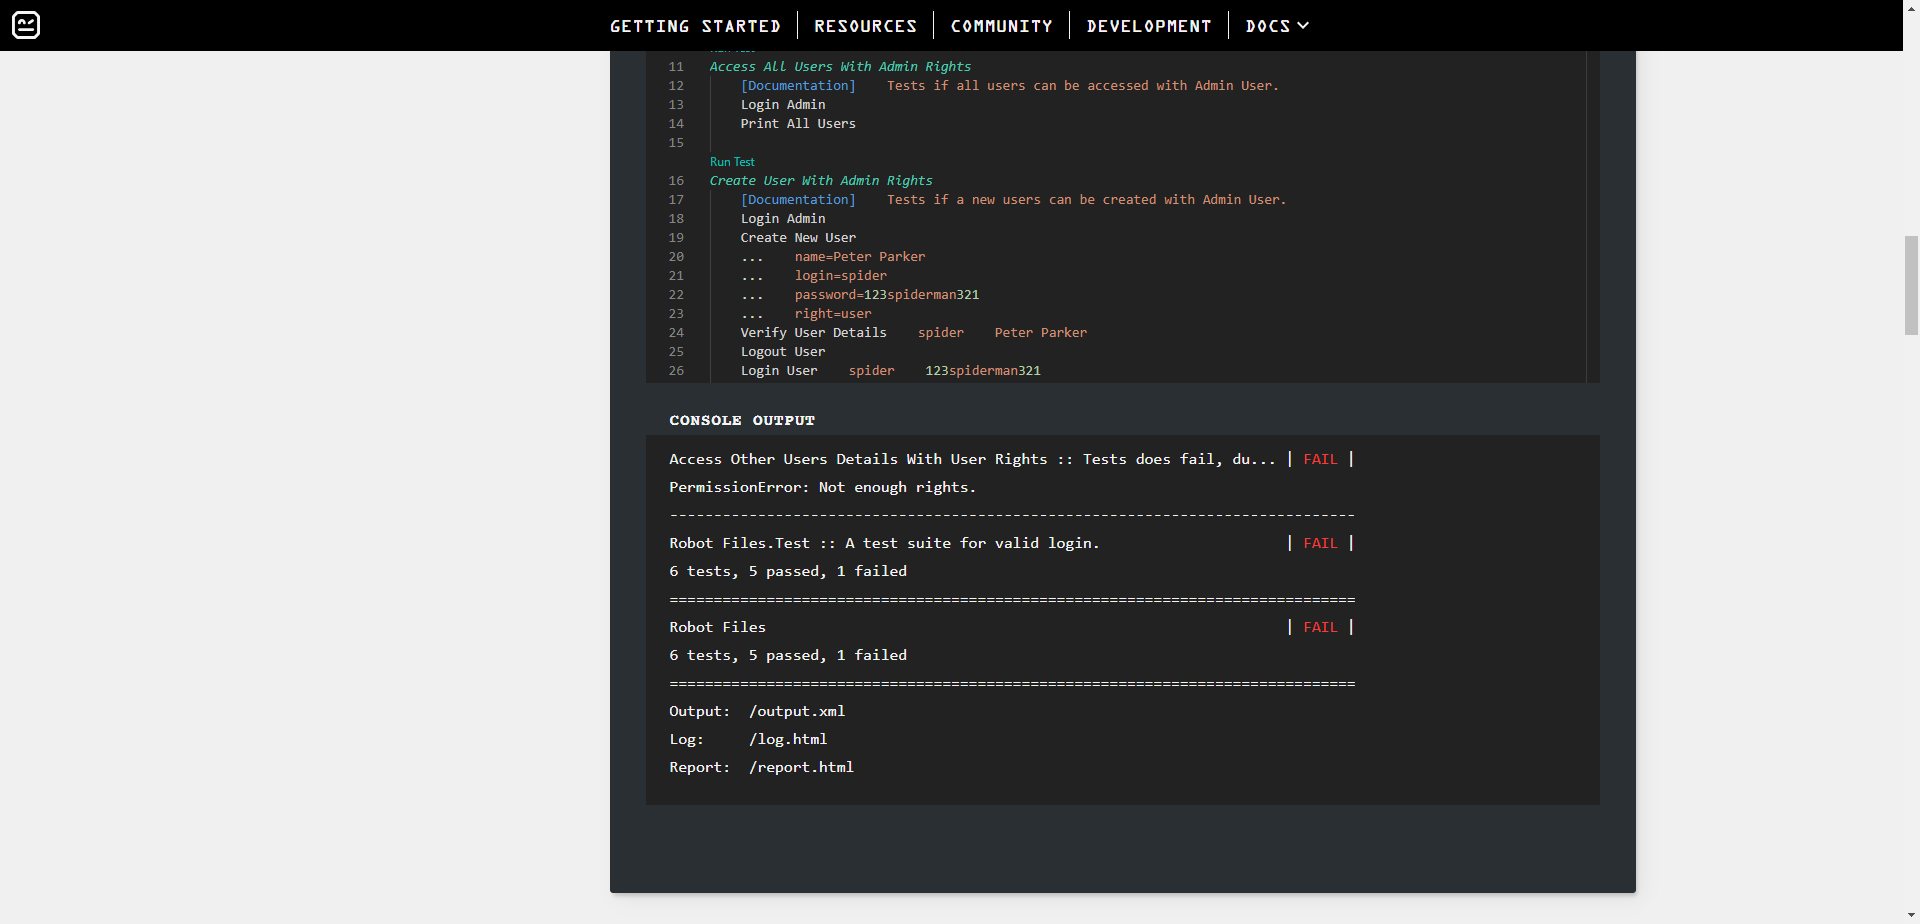 GETTING STARTED RESOURCES COMMUNITY DEVELOPMENT DOCS
11 Access All Users With Admin Rights
12 [Documentation] Tests if all users can be accessed with Admin User.
13 Login Admin
14 Print All Users
15
Run Test
16 Create User With Admin Rights
17 [Documentation] Tests if a new users can be created with Admin User.
18 Login Admin
19 Create New User
20 ... name=Peter Parker
21 ... login=spider
22 ... password=123spiderman321
23 ... right=user
24 Verify User Details spider Peter Parker
25 Logout User
26 Login User spider 123spiderman321
CONSOLE OUTPUT
Access Other Users Details With User Rights :: Tests does fail, du... | FAIL |
PermissionError: Not enough rights.
------------------------------------------------------------------------------
Robot Files.Test :: A test suite for valid login. | FAIL |
6 tests, 5 passed, 1 failed
==============================================================================
Robot Files | FAIL |
6 tests, 5 passed, 1 failed
==============================================================================
Output: /output.xml
Log: /log.html
Report: /report.html